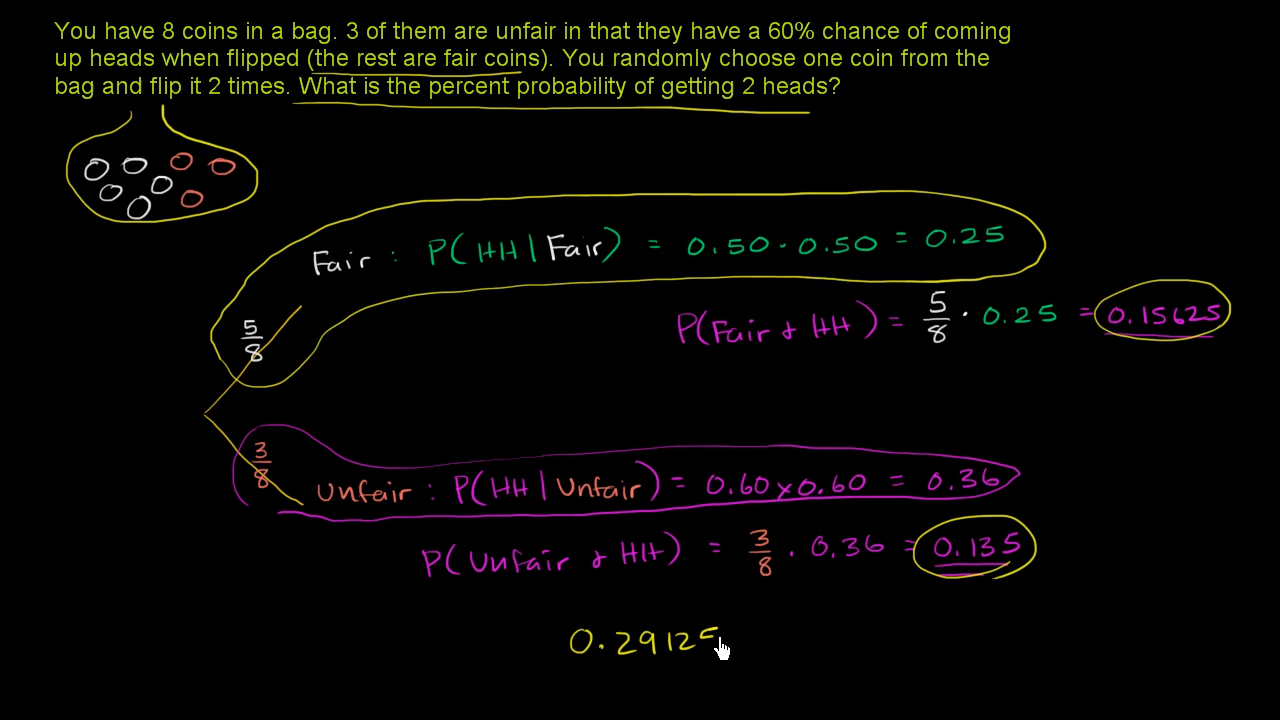 You have 8 coins in a bag. 3 of them are unfair in that they have a 60% chance of coming
up heads when flipped (the rest are fair coins). You randomly choose one coin from the
bag and flip it 2 times. What is the percent probability of getting 2 heads?
Fair : P(HH | Fair) = 0.50 · 0.50 = 0.25
5/8
P(Fair + HH) = 5/8 · 0.25 = 0.15625
3/8
Unfair : P(HH | Unfair) = 0.60 x 0.60 = 0.36
P(Unfair + HH) = 3/8 · 0.36 = 0.135
0.29125